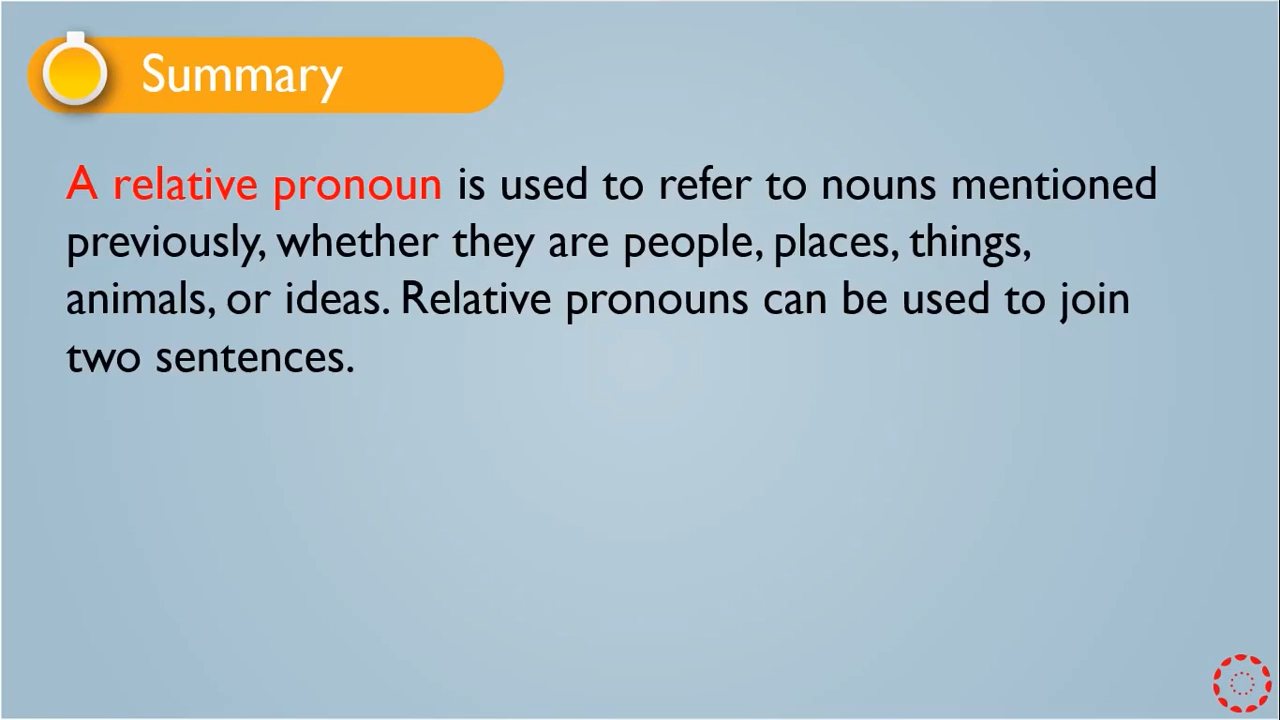 Summary
A relative pronoun is used to refer to nouns mentioned
previously, whether they are people, places, things,
animals, or ideas. Relative pronouns can be used to join
two sentences.